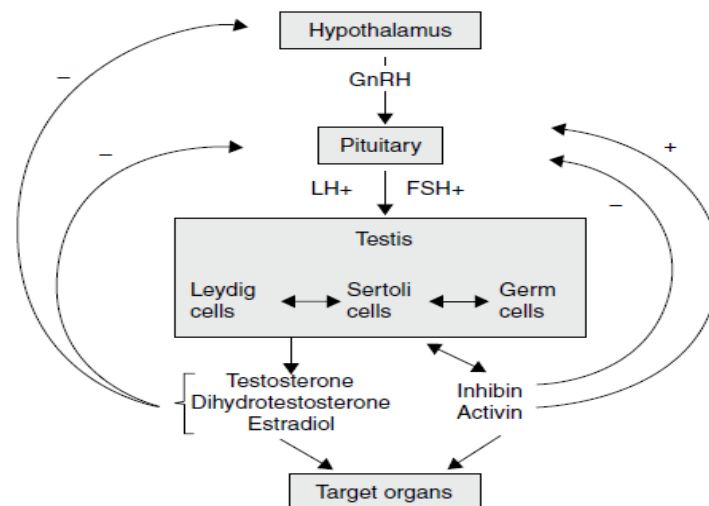 Hypothalamus
–
GnRH
–
+
Pituitary
LH+ FSH+
–
Testis
Leydig cells
Sertoli cells
Germ cells
Testosterone
Dihydrotestosterone
Estradiol
Inhibin
Activin
Target organs